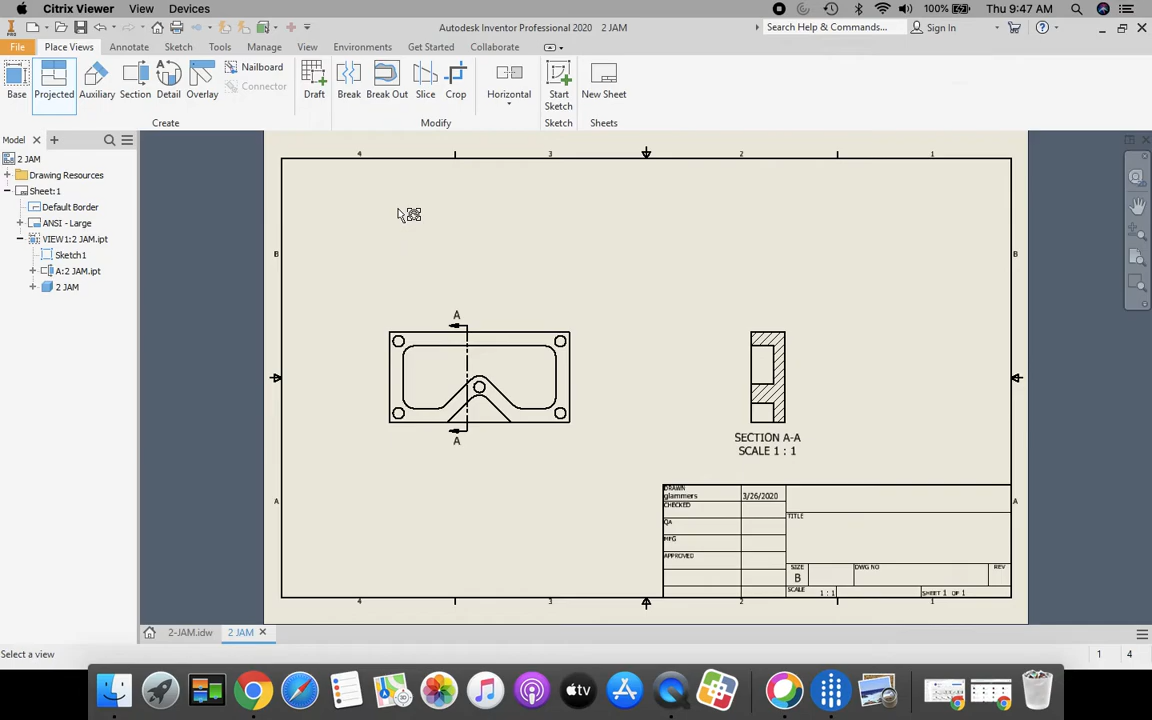 Citrix Viewer View Devices 100% Thu 9:47 AM
Autodesk Inventor Professional 2020 2 JAM Search Help & Commands... Sign In
File Place Views Annotate Sketch Tools Manage View Environments Get Started Collaborate
Base Projected Auxiliary Section Detail Overlay Nailboard Connector Draft Break Break Out Slice Crop Horizontal Start Sketch New Sheet
Create Modify Sketch Sheets
Model
2 JAM
Drawing Resources
Sheet:1
Default Border
ANSI - Large
VIEW1:2 JAM.ipt
Sketch1
A:2 JAM.ipt
2 JAM
4 3 2 1
B B
A
A
SECTION A-A
SCALE 1 : 1
A A
DRAWN
glammers 3/26/2020
CHECKED
QA
MFG
APPROVED
TITLE
SIZE
B
DWG NO
REV
SCALE
1 : 1
SHEET 1 OF 1
4 3 2 1
2-JAM.idw 2 JAM
Select a view 1 4
tv